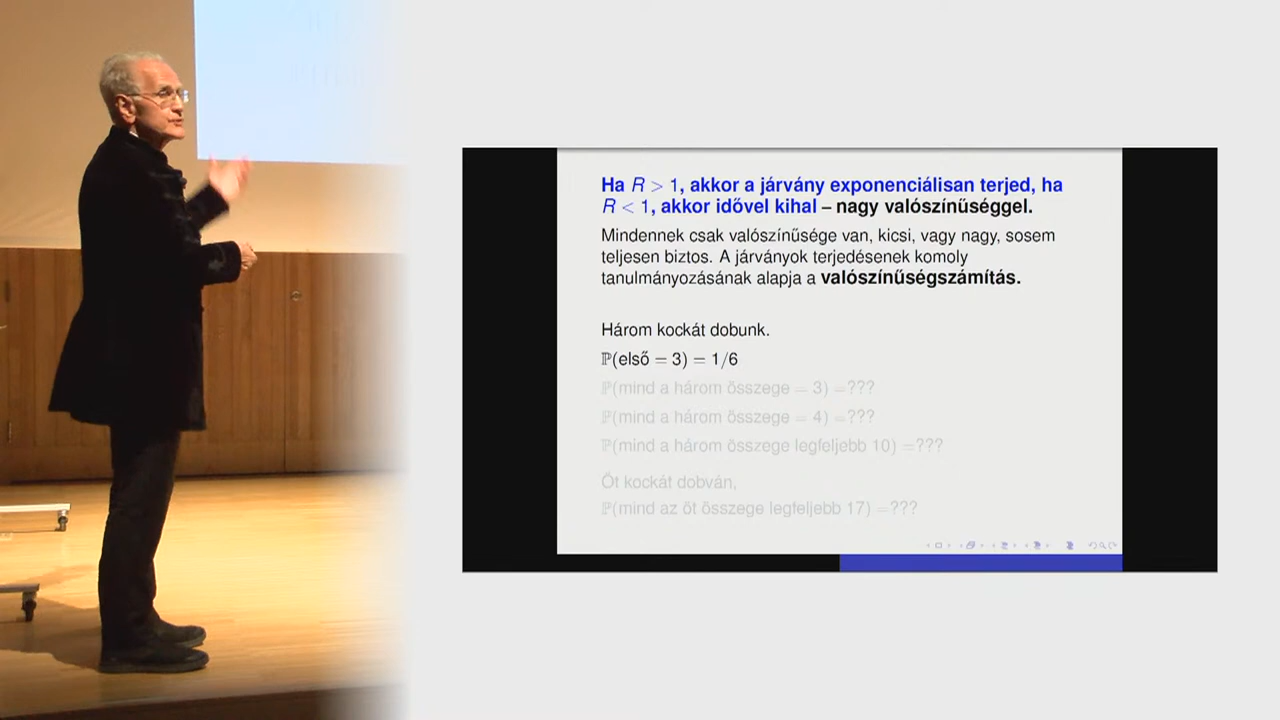 Ha R > 1, akkor a járvány exponenciálisan terjed, ha
R < 1, akkor idővel kihal – nagy valószínűséggel.
Mindennek csak valószínűsége van, kicsi, vagy nagy, sosem
teljesen biztos. A járványok terjedésenek komoly
tanulmányozásának alapja a valószínűségszámítás.
Három kockát dobunk.
ℙ(első = 3) = 1/6
ℙ(mind a három összege = 3) =???
ℙ(mind a három összege = 4) =???
ℙ(mind a három összege legfeljebb 10) =???
Öt kockát dobván,
ℙ(mind az öt összege legfeljebb 17) =???